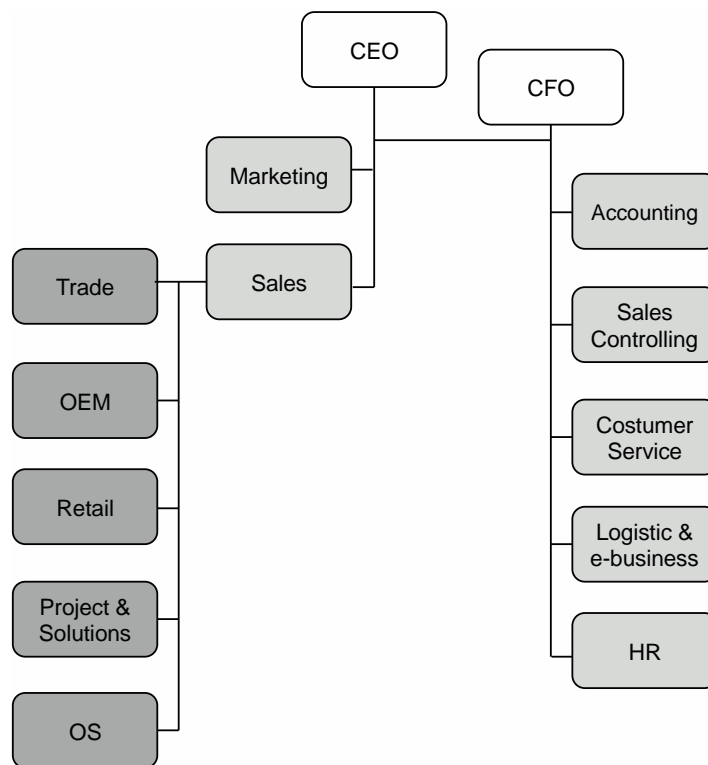 CEO
CFO
Marketing
Accounting
Sales
Trade
Sales
Controlling
OEM
Costumer
Service
Retail
Logistic &
e-business
Project &
Solutions
HR
OS